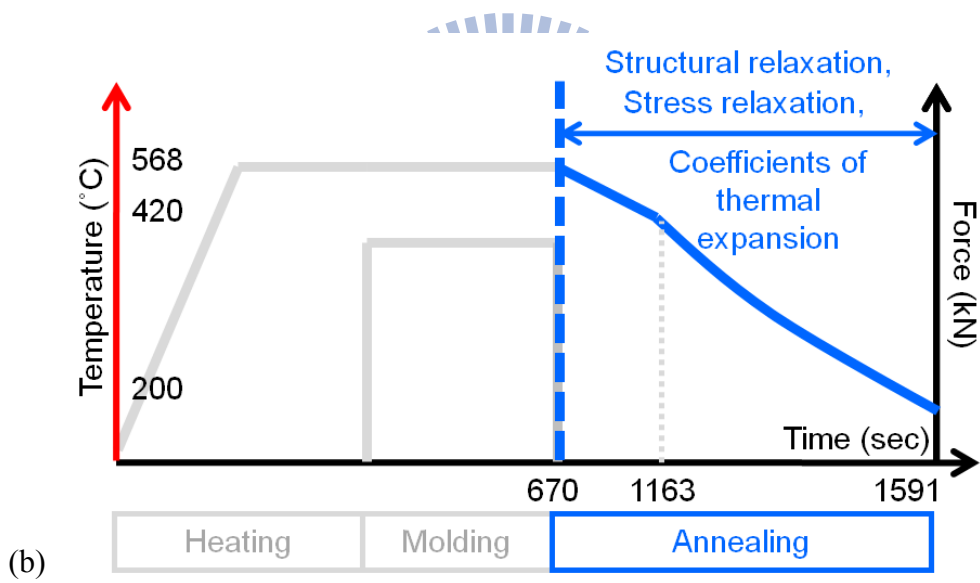 Structural relaxation,
Stress relaxation,
Coefficients of
thermal
expansion
Temperature (°C)
568
420
200
Force (kN)
Time (sec)
670
1163
1591
Heating
Molding
Annealing
(b)